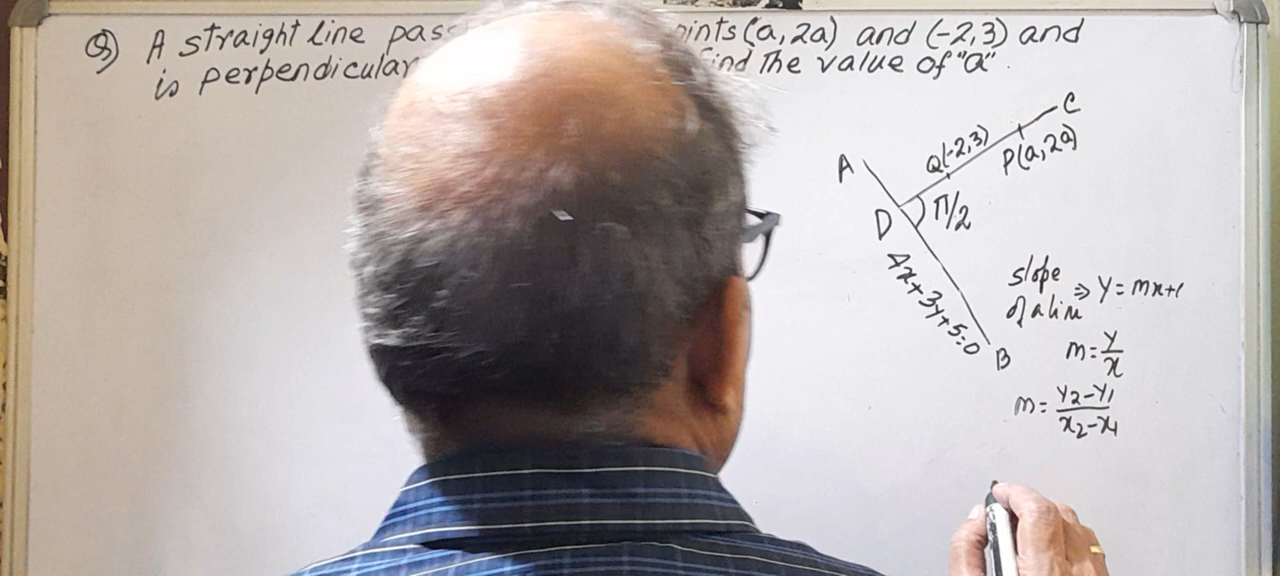 Q) A straight line pass ints (a, 2a) and (-2, 3) and
is perpendicular ind the value of "a".
C
Q(-2,3)
P(a, 2a)
A
D
π/2
4x+3y+5=0
B
slope of a line ⇒ y = mx+c
m = y/x
m = y2-y1/x2-x1